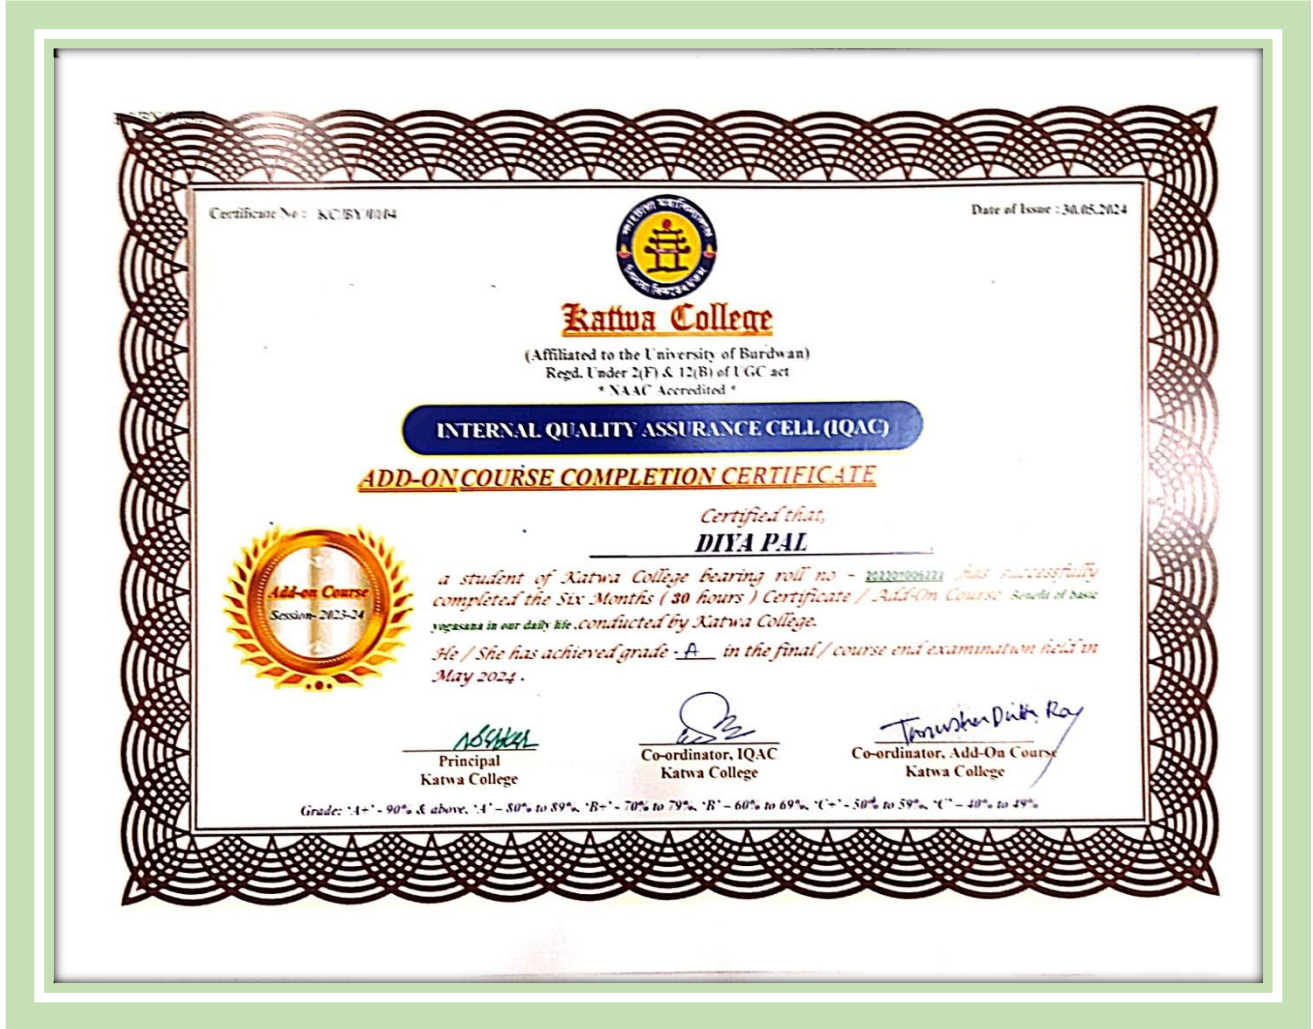 Certificate No : KC/BY/0104
Date of Issue : 30.05.2024
Katwa College
(Affiliated to the University of Burdwan)
Regd. Under 2(F) & 12(B) of UGC act
* NAAC Accredited *
INTERNAL QUALITY ASSURANCE CELL (IQAC)
ADD-ON COURSE COMPLETION CERTIFICATE
Certified that,
DIYA PAL
a student of Katwa College bearing roll no - has successfully
completed the Six Months ( 30 hours ) Certificate / Add-On Course Benefit of basic
yogasana in our daily life .conducted by Katwa College.
He / She has achieved grade - A in the final / course end examination held in
May 2024 .
Add-on Course
Session- 2023-24
Principal
Katwa College
Co-ordinator, IQAC
Katwa College
Co-ordinator, Add-On Course
Katwa College
Grade: 'A+' - 90% & above, 'A' – 80% to 89%, 'B+' - 70% to 79%, 'B' – 60% to 69%, 'C+' - 50% to 59%, 'C' – 40% to 49%